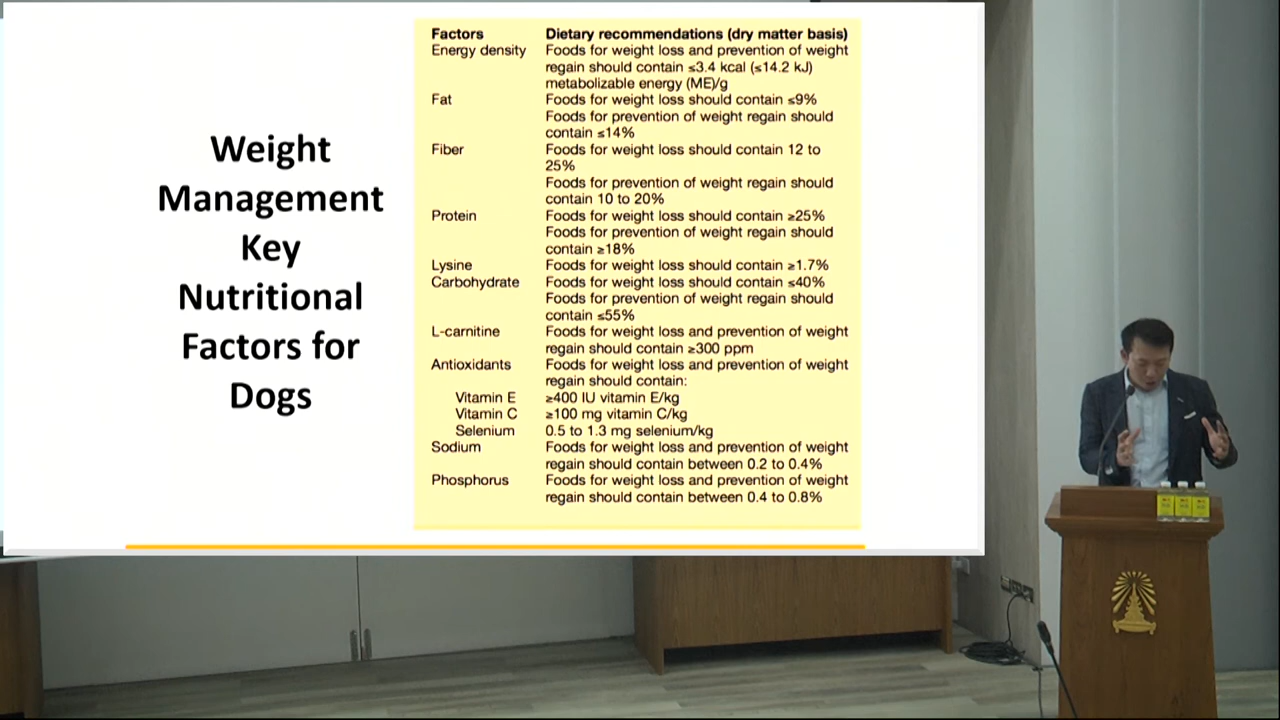 Weight
Management
Key
Nutritional
Factors for
Dogs
Factors Dietary recommendations (dry matter basis)
Energy density Foods for weight loss and prevention of weight
regain should contain ≤3.4 kcal (≤14.2 kJ)
metabolizable energy (ME)/g
Fat Foods for weight loss should contain ≤9%
Foods for prevention of weight regain should
contain ≤14%
Fiber Foods for weight loss should contain 12 to
25%
Foods for prevention of weight regain should
contain 10 to 20%
Protein Foods for weight loss should contain ≥25%
Foods for prevention of weight regain should
contain ≥18%
Lysine Foods for weight loss should contain ≥1.7%
Carbohydrate Foods for weight loss should contain ≤40%
Foods for prevention of weight regain should
contain ≤55%
L-carnitine Foods for weight loss and prevention of weight
regain should contain ≥300 ppm
Antioxidants Foods for weight loss and prevention of weight
regain should contain:
Vitamin E ≥400 IU vitamin E/kg
Vitamin C ≥100 mg vitamin C/kg
Selenium 0.5 to 1.3 mg selenium/kg
Sodium Foods for weight loss and prevention of weight
regain should contain between 0.2 to 0.4%
Phosphorus Foods for weight loss and prevention of weight
regain should contain between 0.4 to 0.8%